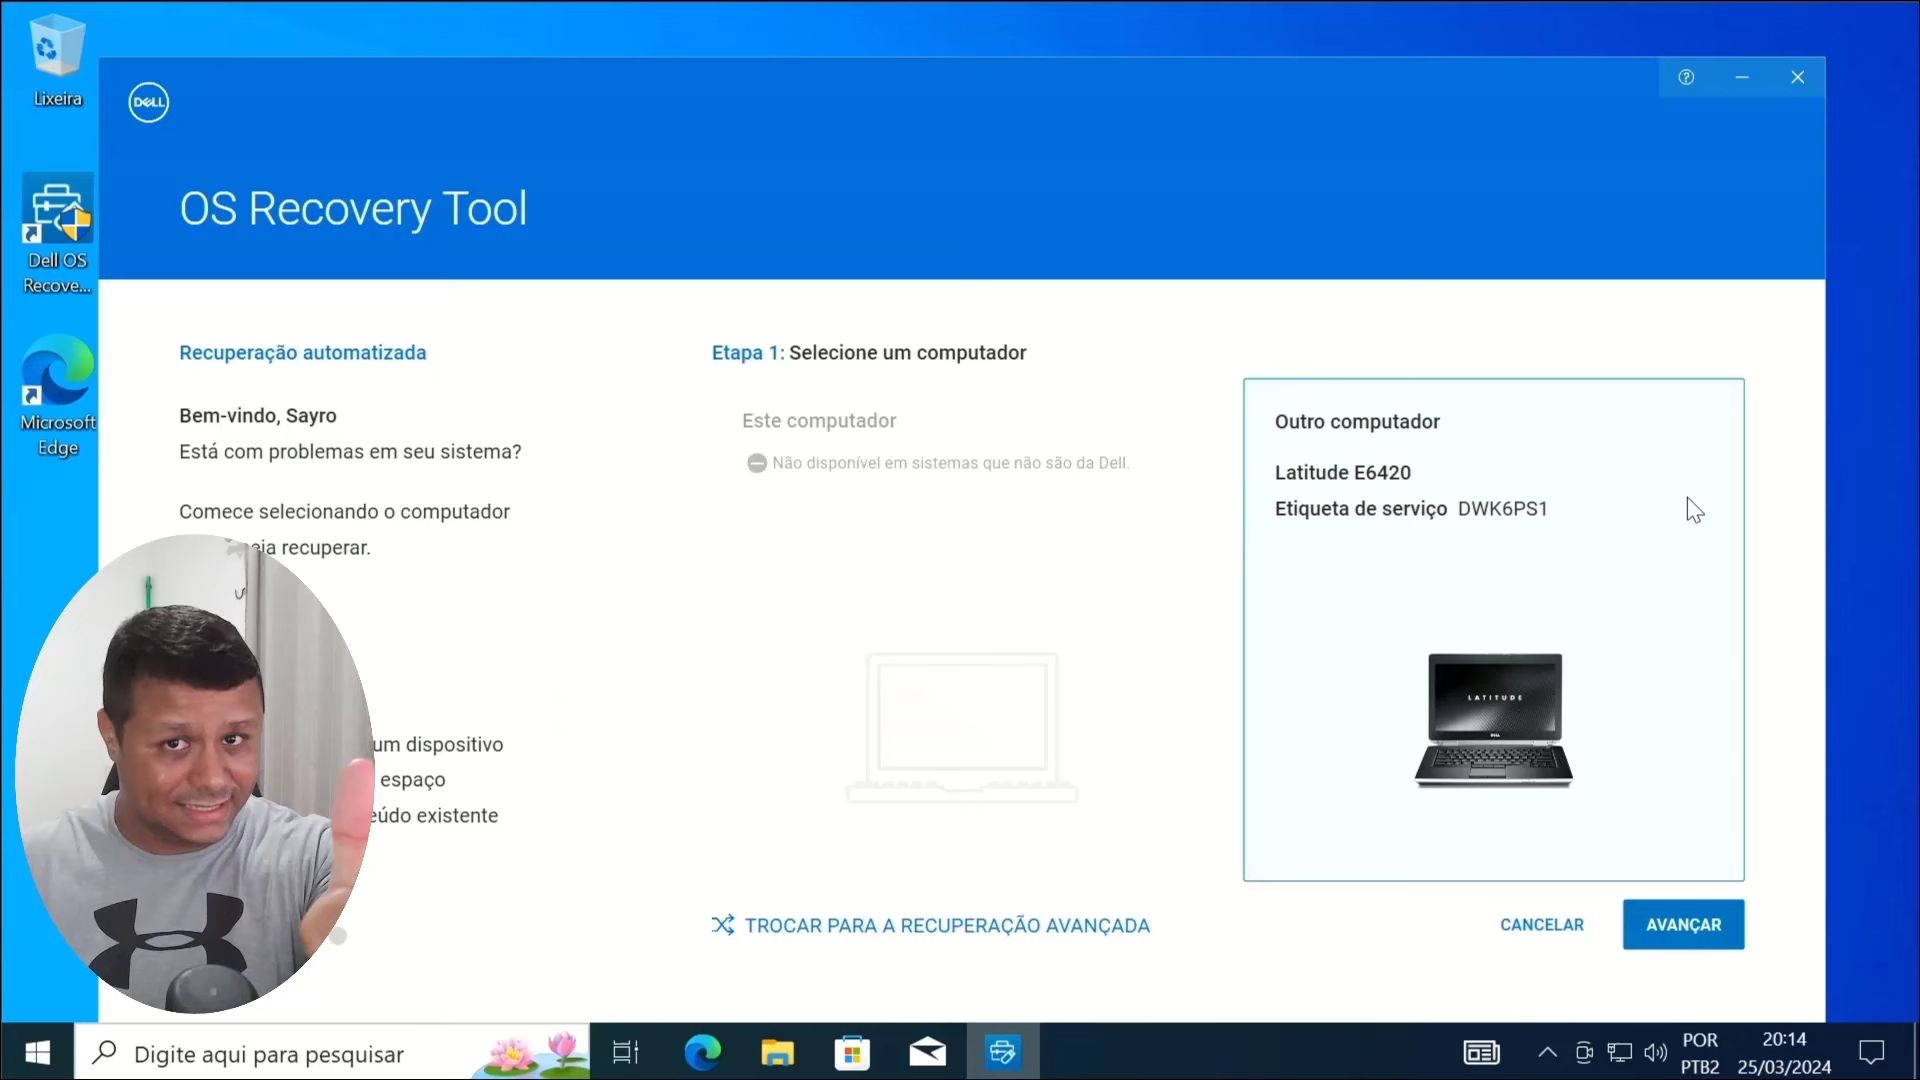 Lixeira
Dell OS
Recove...
Microsoft
Edge
DELL
OS Recovery Tool
Recuperação automatizada
Bem-vindo, Sayro
Está com problemas em seu sistema?
Comece selecionando o computador
eja recuperar.
um dispositivo
espaço
eúdo existente
Etapa 1: Selecione um computador
Este computador
Não disponível em sistemas que não são da Dell.
Outro computador
Latitude E6420
Etiqueta de serviço DWK6PS1
LATITUDE
TROCAR PARA A RECUPERAÇÃO AVANÇADA
CANCELAR
AVANÇAR
Digite aqui para pesquisar
POR
PTB2
20:14
25/03/2024